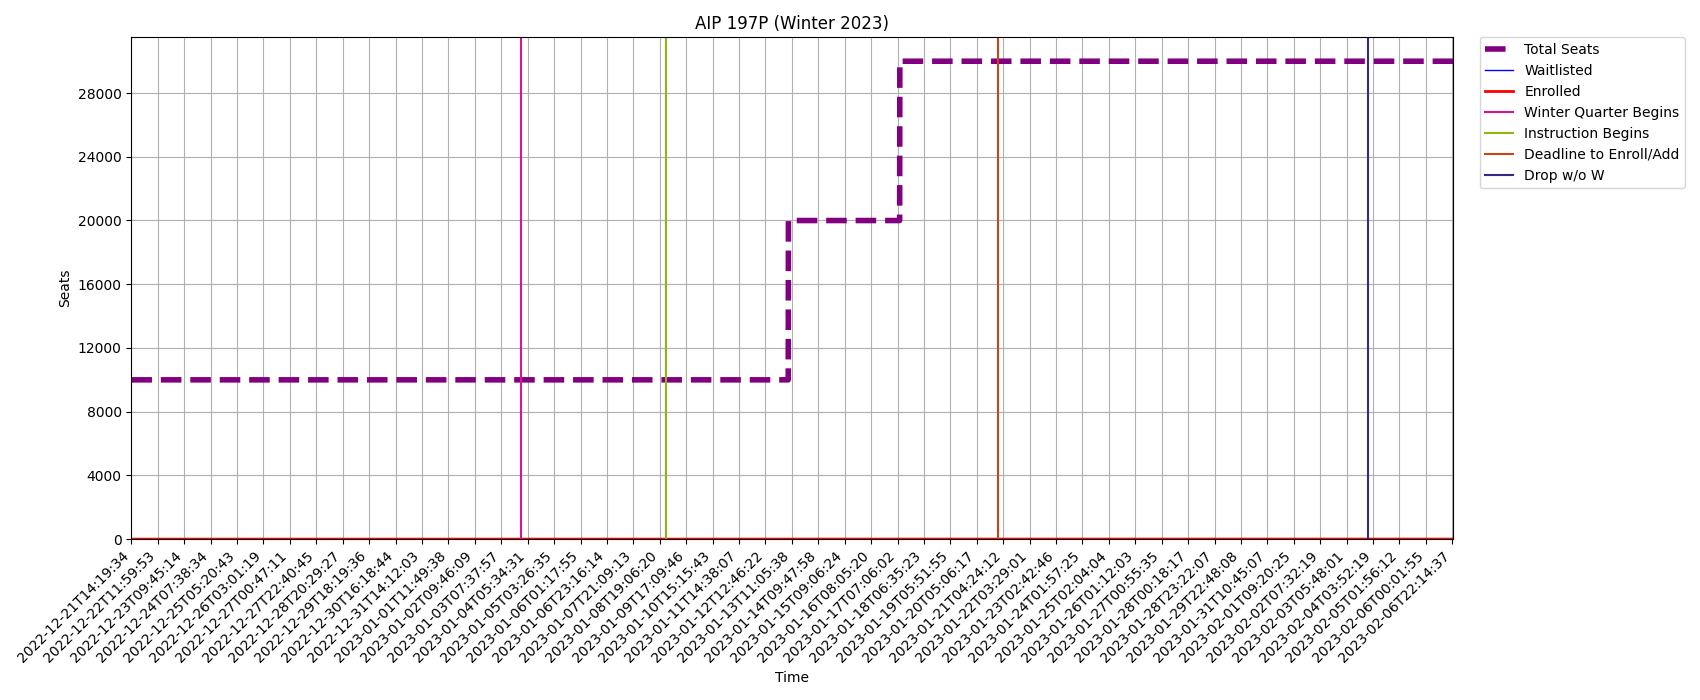 AIP 197P (Winter 2023)
Total Seats
Waitlisted
Enrolled
Winter Quarter Begins
Instruction Begins
Deadline to Enroll/Add
Drop w/o W
Seats
28000
24000
20000
16000
12000
8000
4000
0
2022-12-21T14:19:34
2022-12-22T11:59:53
2022-12-23T09:45:14
2022-12-24T07:38:34
2022-12-25T05:20:43
2022-12-26T03:01:19
2022-12-27T00:47:11
2022-12-27T22:40:45
2022-12-28T20:29:27
2022-12-29T18:19:36
2022-12-30T16:18:44
2022-12-31T14:12:03
2023-01-01T11:49:38
2023-01-02T09:46:09
2023-01-03T07:37:57
2023-01-04T05:34:31
2023-01-05T03:26:35
2023-01-06T01:17:55
2023-01-06T23:16:14
2023-01-07T21:09:13
2023-01-08T19:06:20
2023-01-09T17:09:46
2023-01-10T15:15:43
2023-01-11T14:38:07
2023-01-12T12:46:22
2023-01-13T11:05:38
2023-01-14T09:47:58
2023-01-15T09:06:24
2023-01-16T08:05:20
2023-01-17T07:06:02
2023-01-18T06:35:23
2023-01-19T05:51:55
2023-01-20T05:06:17
2023-01-21T04:24:12
2023-01-22T03:29:01
2023-01-23T02:42:46
2023-01-24T01:57:25
2023-01-25T02:04:04
2023-01-26T01:12:03
2023-01-27T00:55:35
2023-01-28T00:18:17
2023-01-28T23:22:07
2023-01-29T22:48:08
2023-01-31T10:45:07
2023-02-01T09:20:25
2023-02-02T07:32:19
2023-02-03T05:48:01
2023-02-04T03:52:19
2023-02-05T01:56:12
2023-02-06T00:01:55
2023-02-06T22:14:37
Time